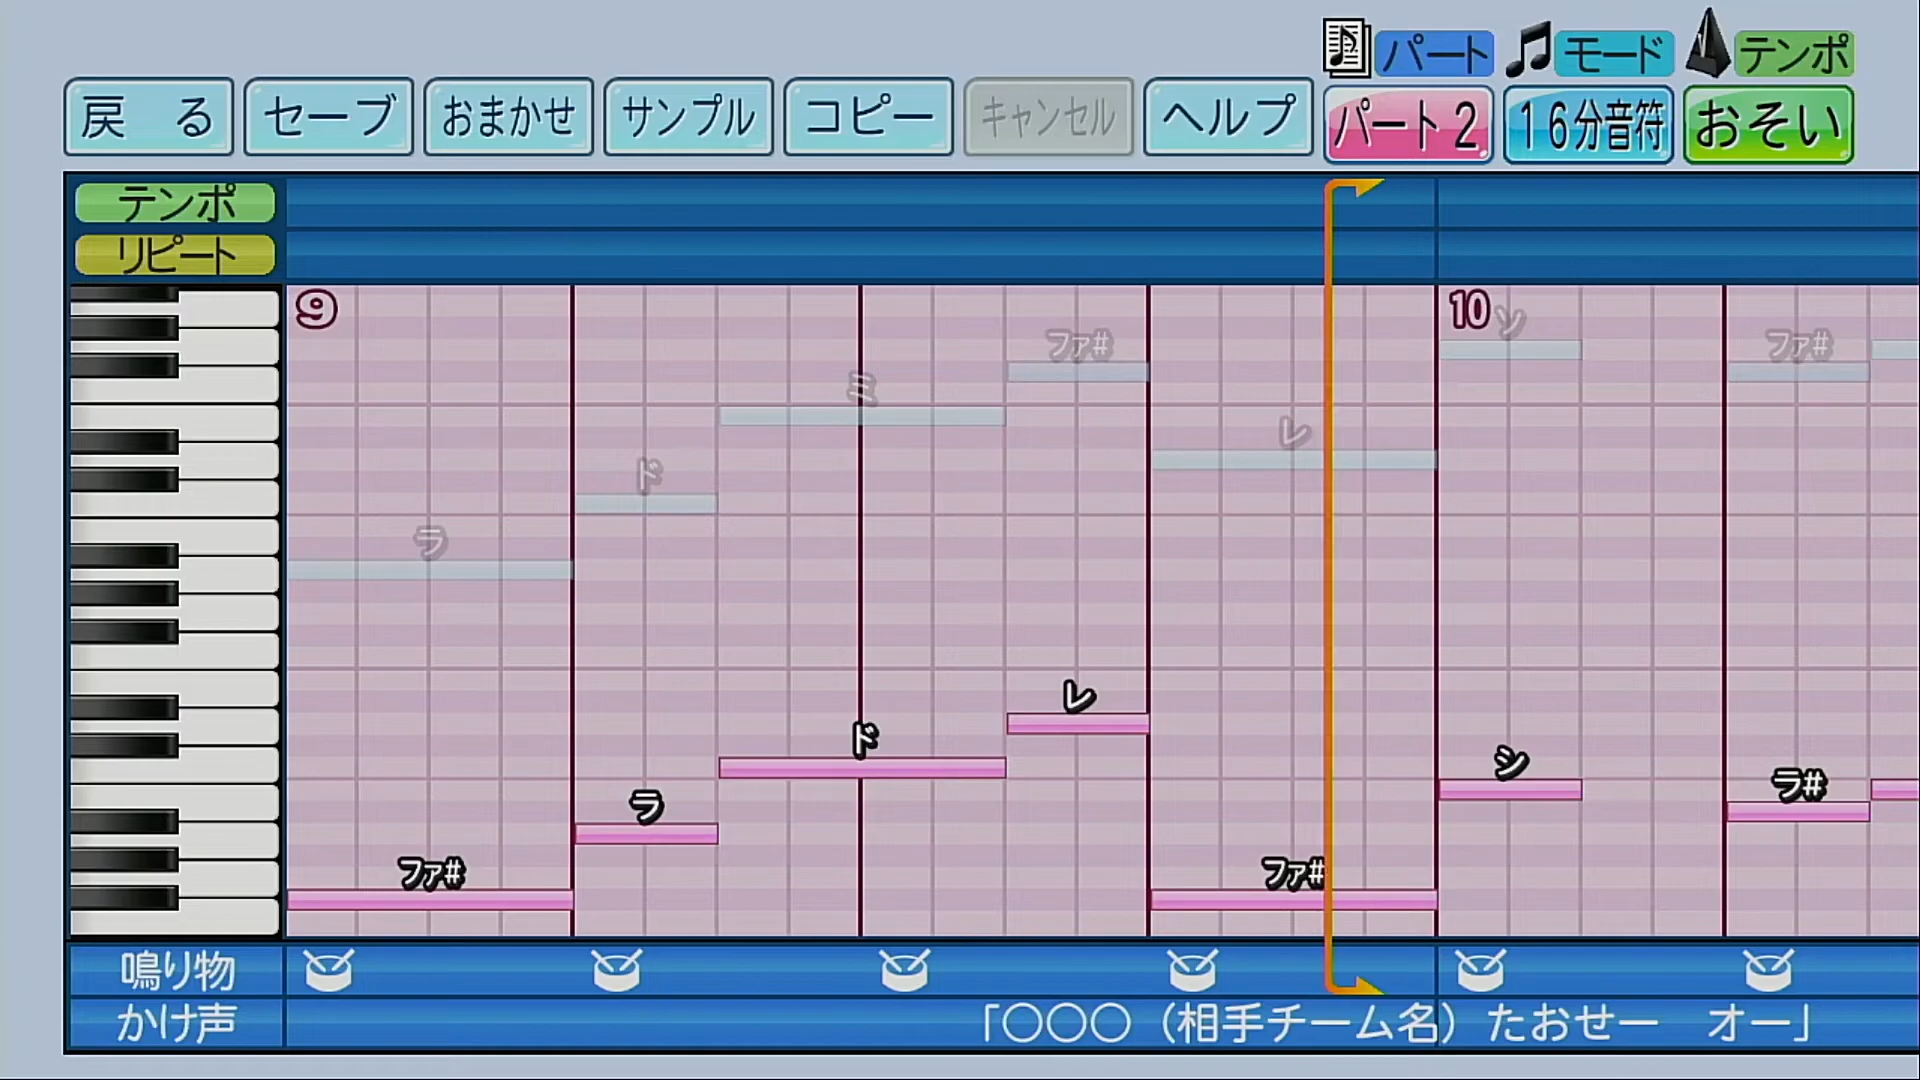 パート モード テンポ
戻 る セーブ おまかせ サンプル コピー キャンセル ヘルプ パート2 16分音符 おそい
テンポ
リピート
9 10 ソ
ファ# ファ#
ミ
レ
ド
ラ
レ
ド
シ
ラ#
ラ
ファ# ファ#
鳴り物
かけ声 「〇〇〇（相手チーム名）たおせー オー」